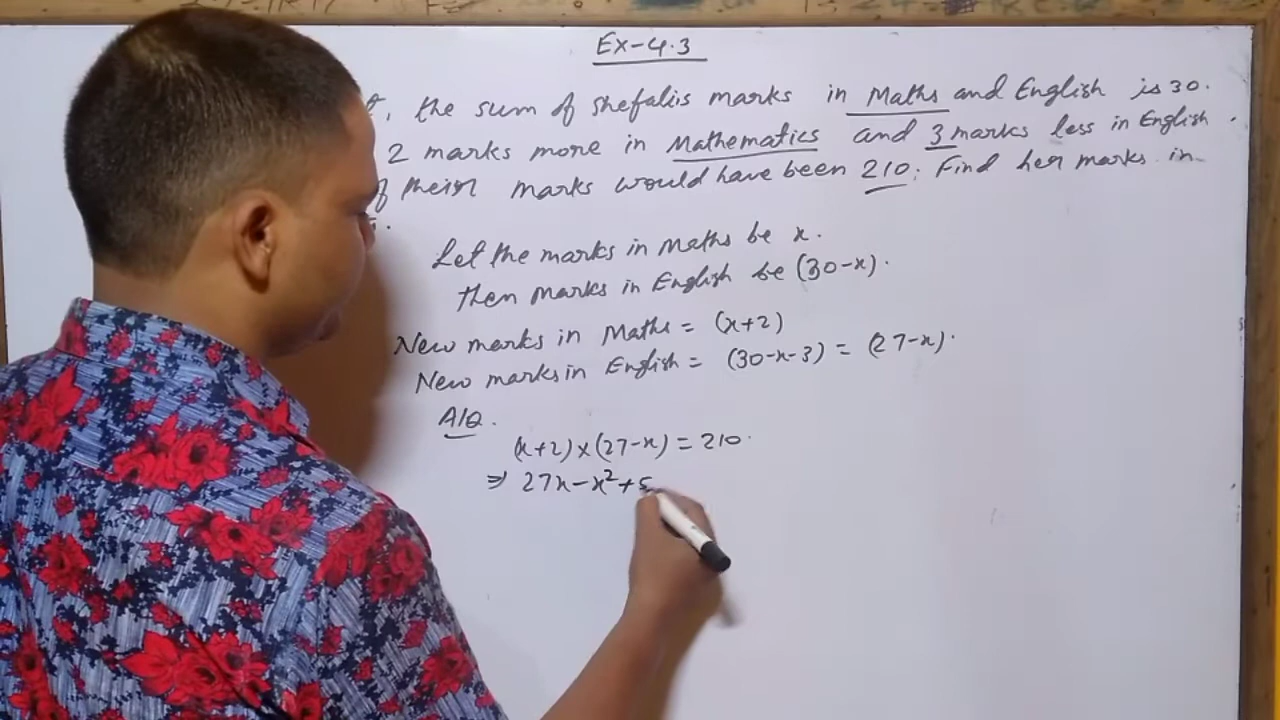 Ex-4.3
, the sum of Shefalis marks in Maths and English is 30.
2 marks more in Mathematics and 3 marks less in English.
their marks would have been 210. Find her marks in
Let the marks in Maths be x.
then marks in English be (30-x).
New marks in Maths = (x+2)
New marks in English = (30-x-3) = (27-x).
A/Q.
(x+2)×(27-x) = 210.
⇒ 27x-x²+5